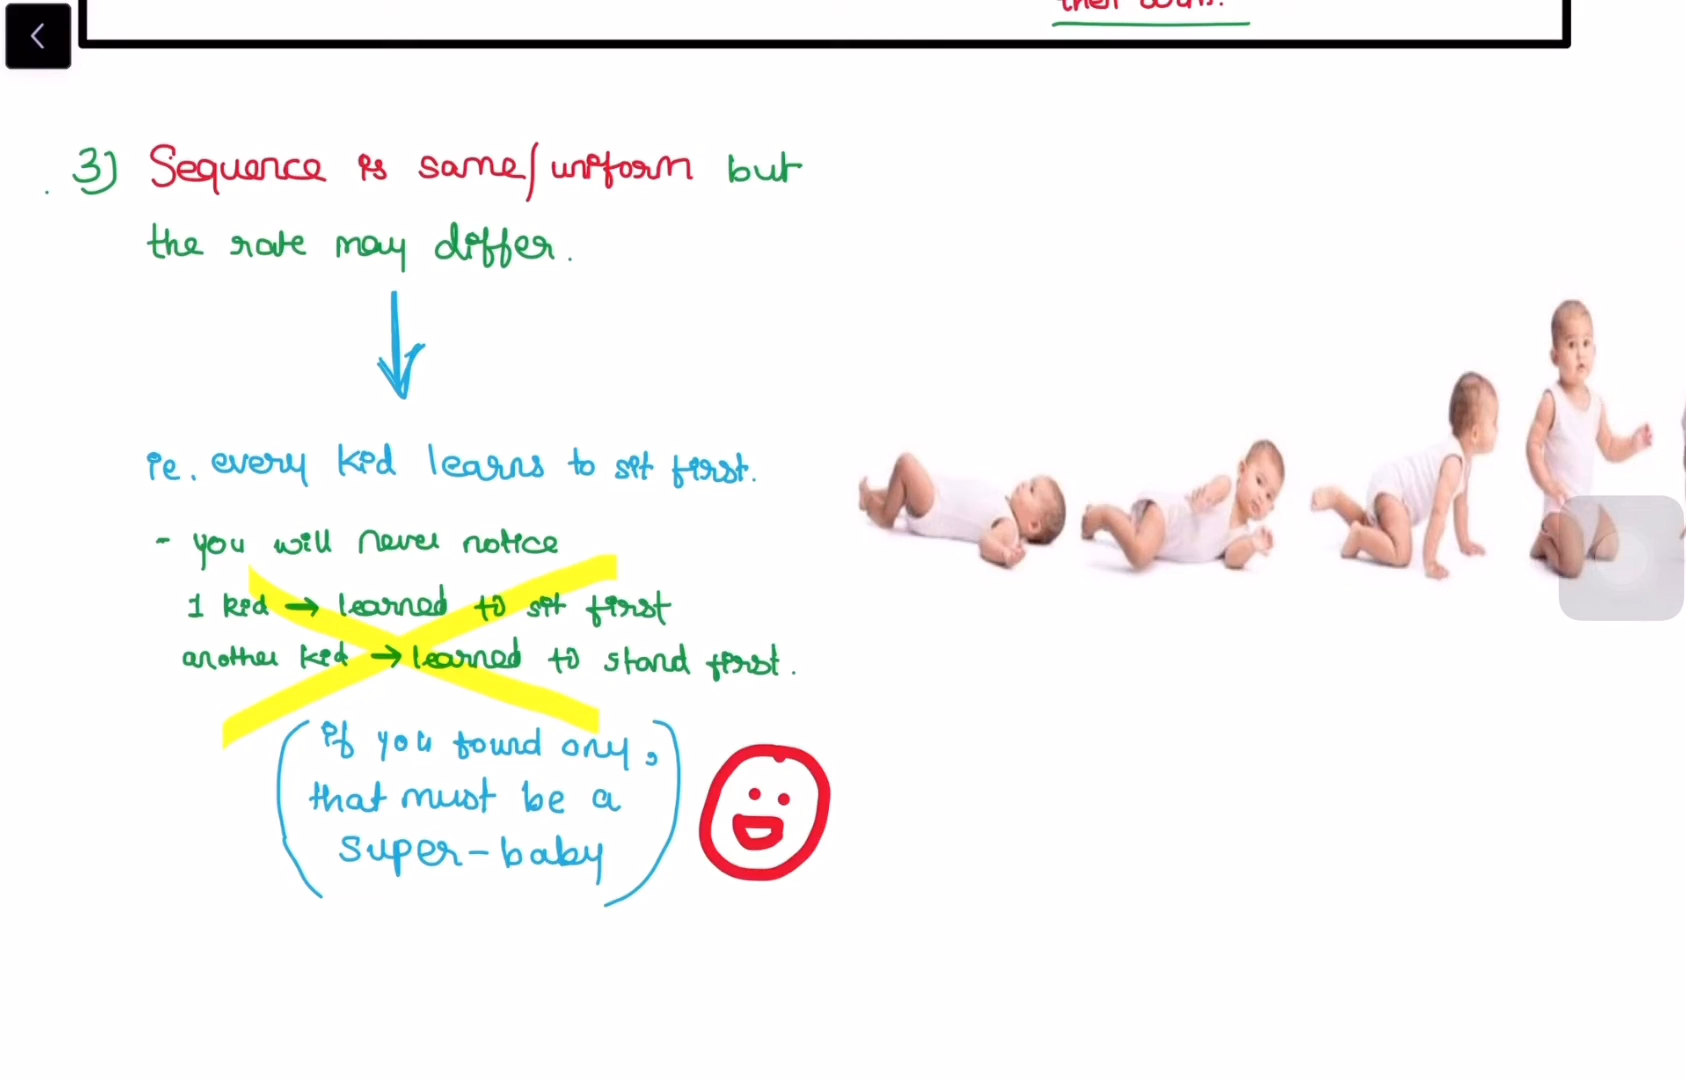 their own.
3) Sequence is same/uniform but
the rate may differ.
ie. every kid learns to sit first.
- you will never notice
1 kid → learned to sit first
another kid → learned to stand first.
(if you found any,
that must be a
super-baby)